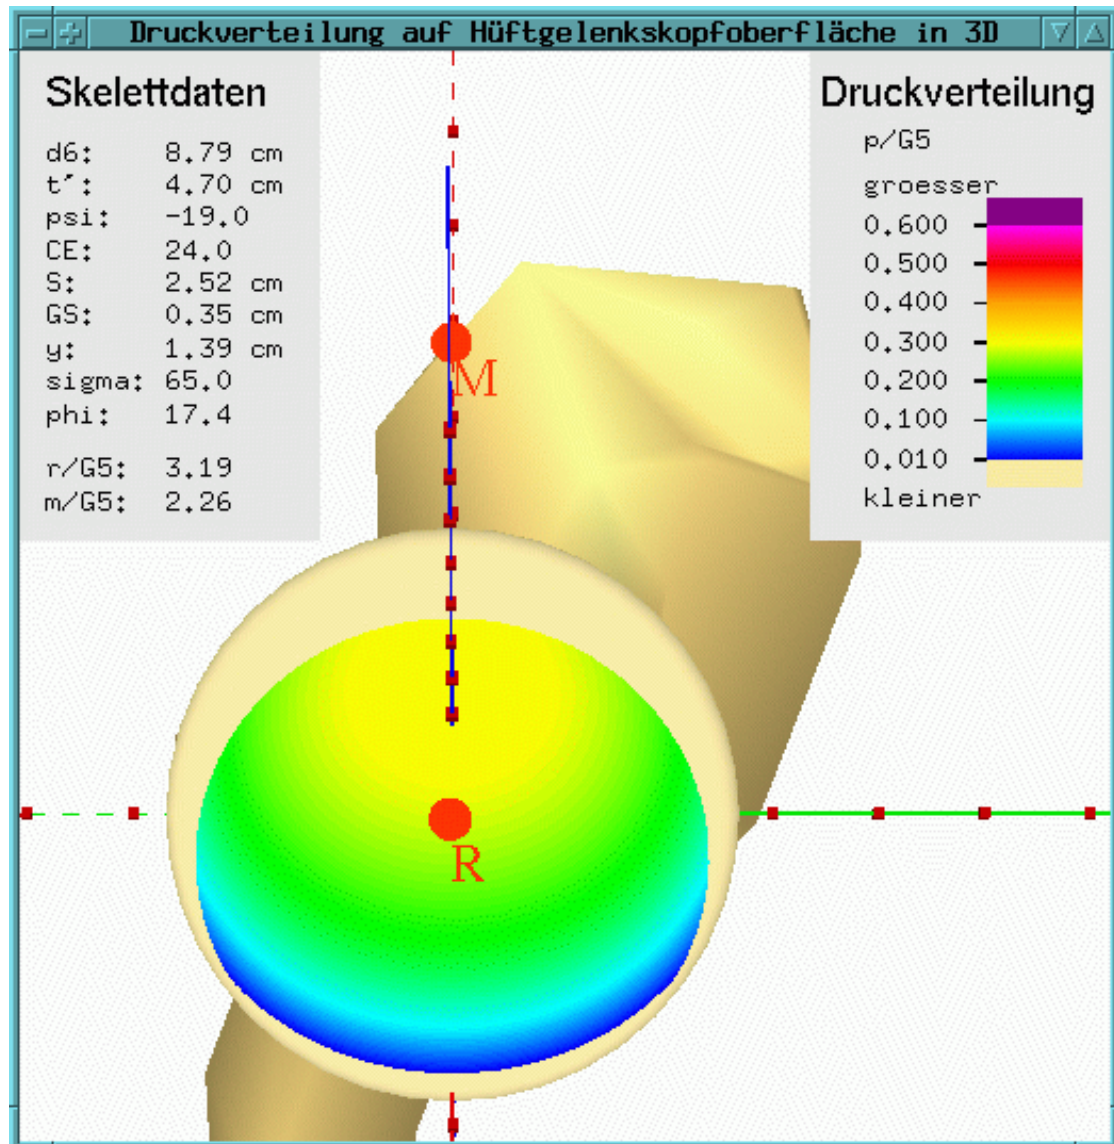 Druckverteilung auf Hüftgelenkskopfoberfläche in 3D
Skelettdaten
d6: 8.79 cm
t´: 4.70 cm
psi: -19.0
CE: 24.0
S: 2.52 cm
GS: 0.35 cm
y: 1.39 cm
sigma: 65.0
phi: 17.4
r/G5: 3.19
m/G5: 2.26
Druckverteilung
p/G5
groesser
0.600
0.500
0.400
0.300
0.200
0.100
0.010
kleiner
M
R